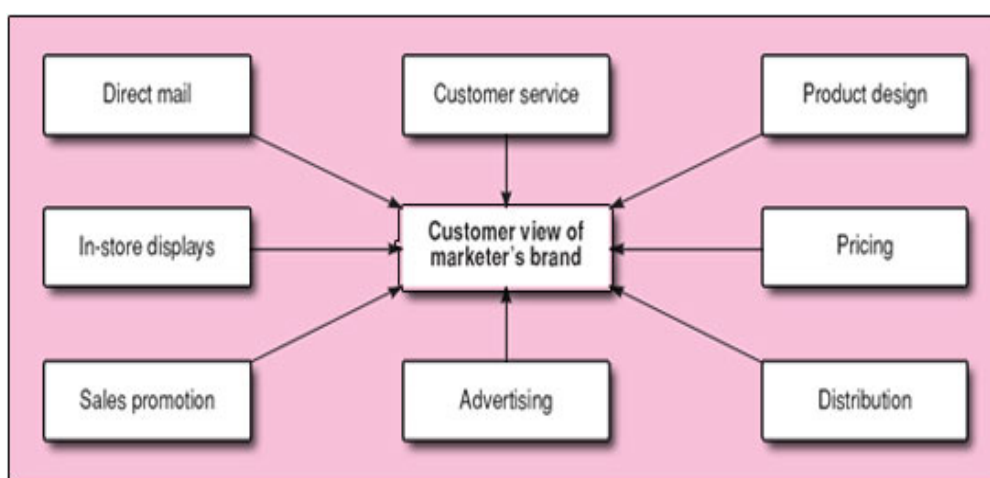 Direct mail
Customer service
Product design
In-store displays
Customer view of
marketer's brand
Pricing
Sales promotion
Advertising
Distribution